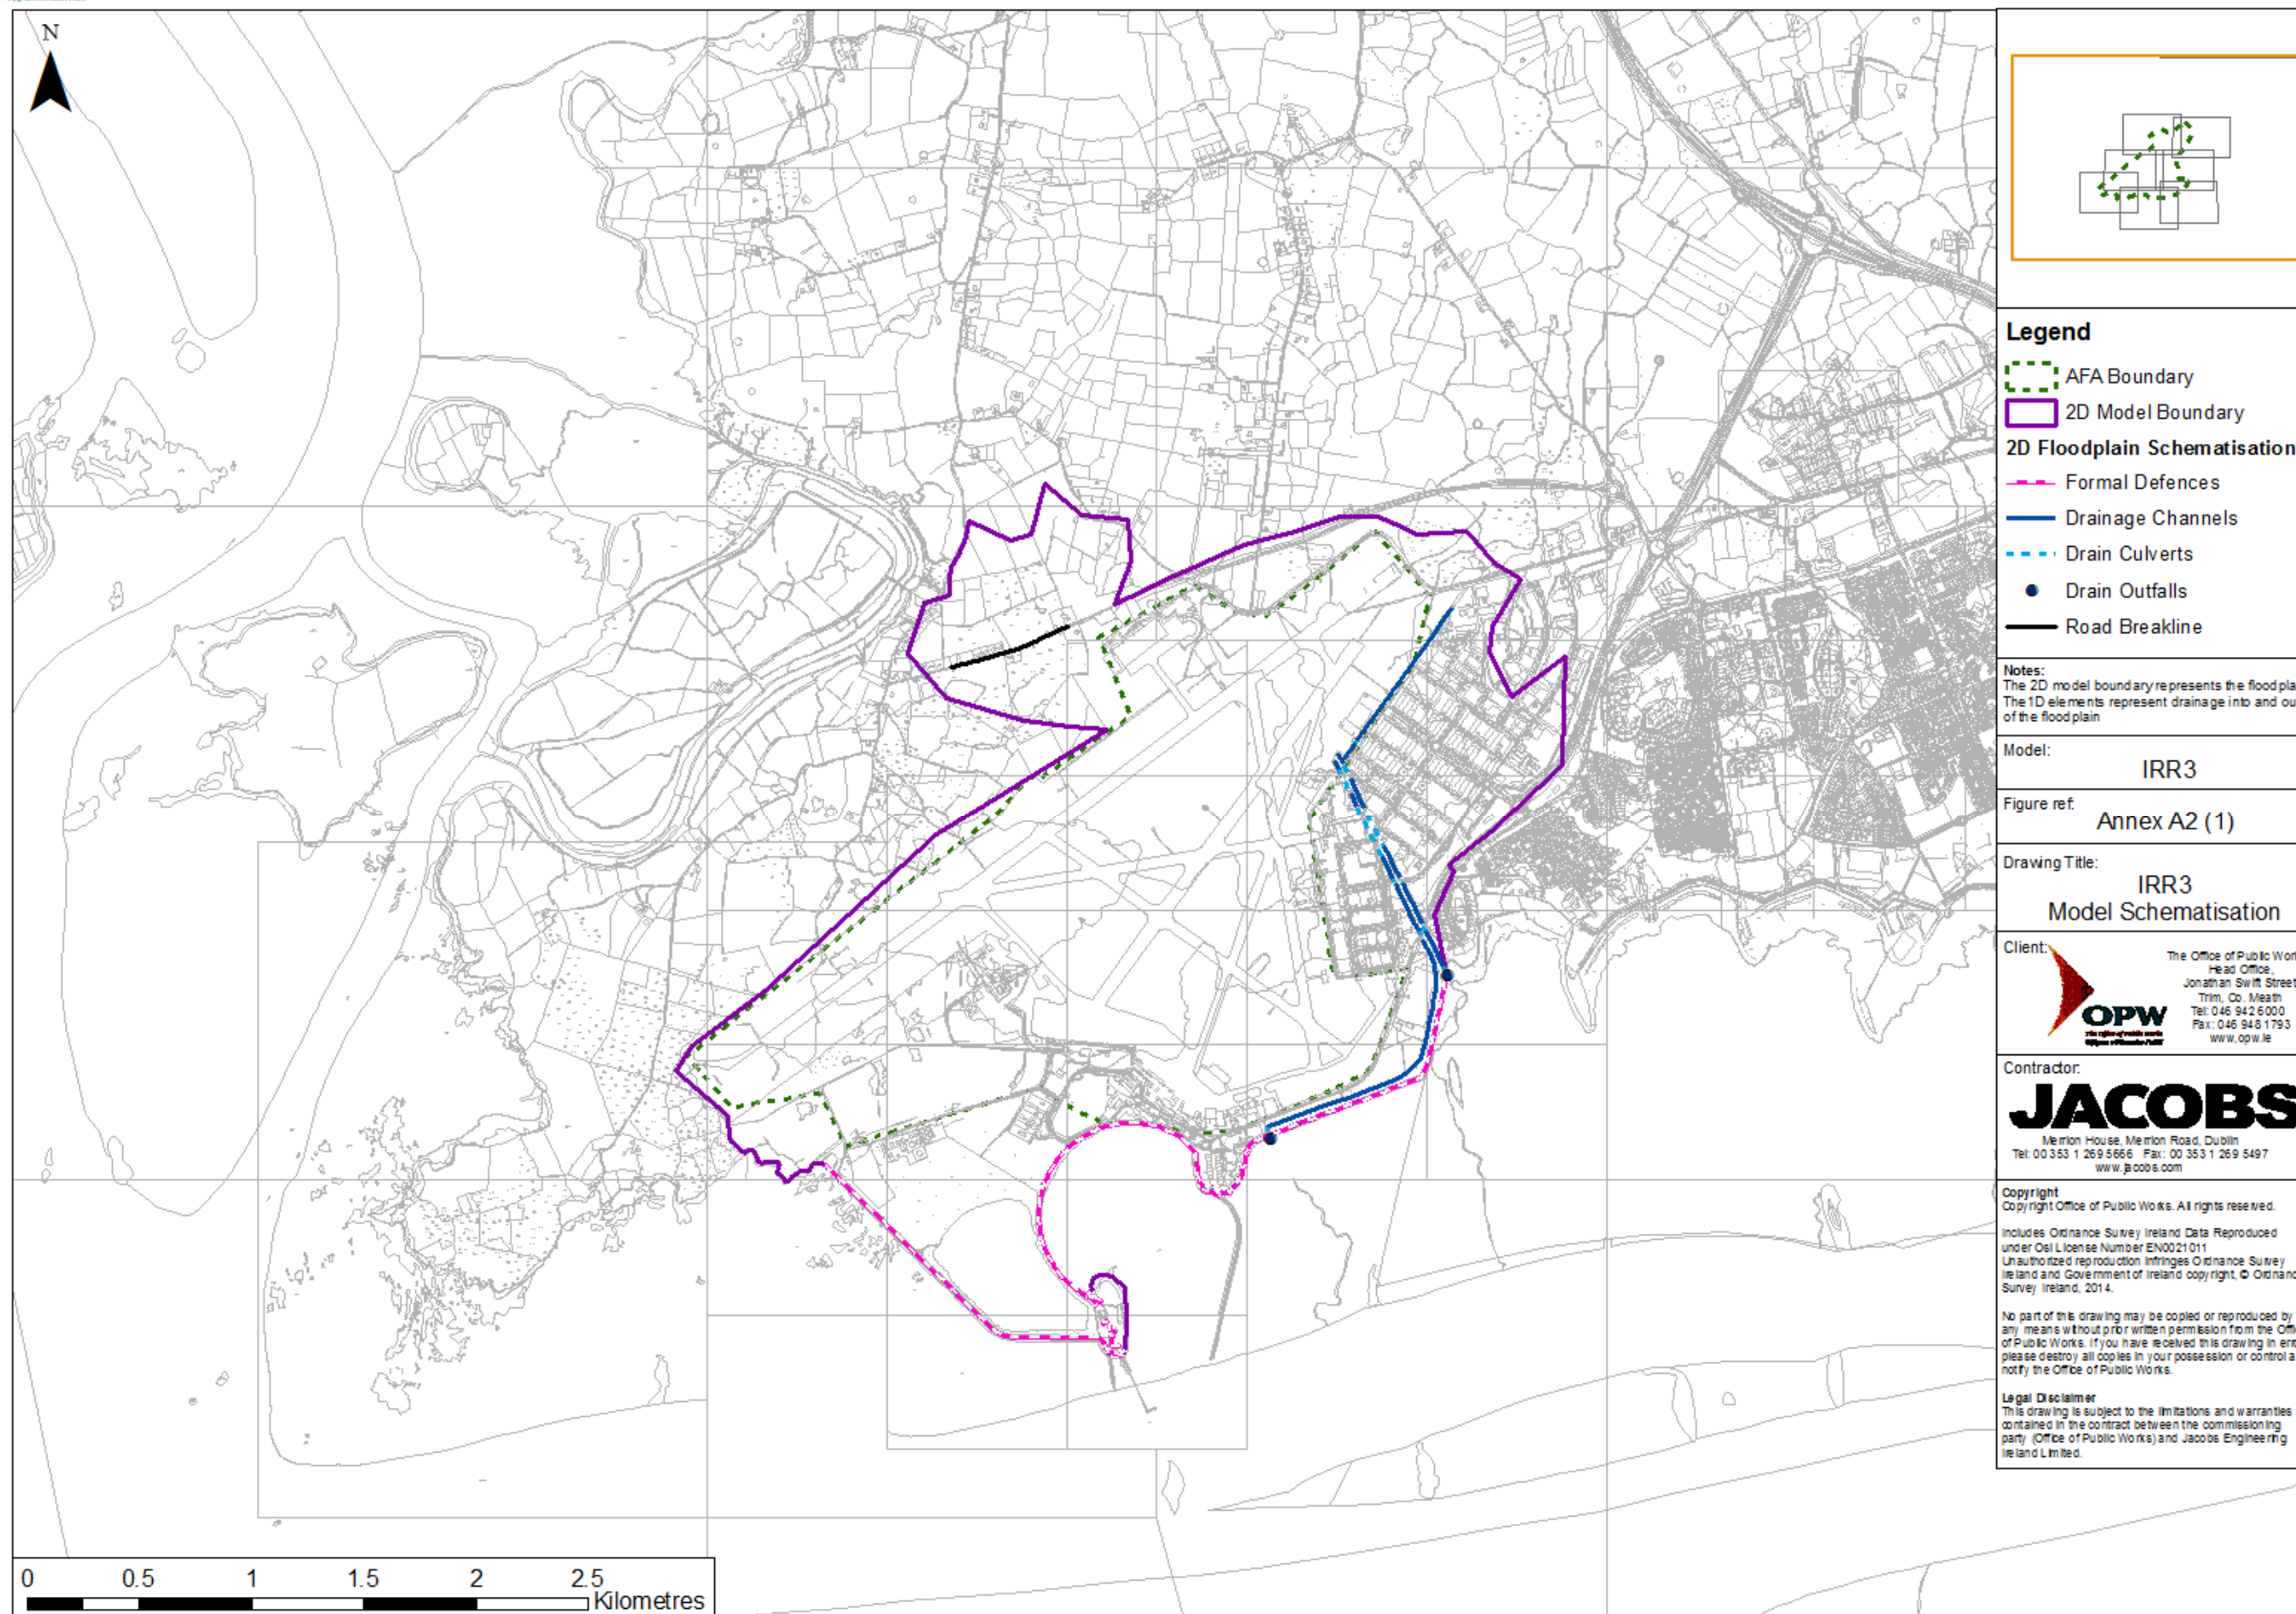 N
0
0.5
1
1.5
2
2.5
Kilometres
Legend
AFA Boundary
2D Model Boundary
2D Floodplain Schematisation
Formal Defences
Drainage Channels
Drain Culverts
Drain Outfalls
Road Breakline
Notes:
The 2D model boundary represents the floodpla
The 1D elements represent drainage into and ou
of the floodplain
Model:
IRR3
Figure ref:
Annex A2 (1)
Drawing Title:
IRR3
Model Schematisation
Client:
The Office of Public Wor
Head Office,
Jonathan Swift Street
Trim, Co. Meath
Tel: 046 942 6000
Fax: 046 948 1793
www.opw.ie
OPW
Contractor:
JACOBS
Merrion House, Merrion Road, Dublin
Tel: 00 353 1 269 5666 Fax: 00 353 1 269 5497
www.jacobs.com
Copyright
Copyright Office of Public Works. All rights reserved.
Includes Ordnance Survey Ireland Data Reproduced
under OSi License Number EN0021011
Unauthorized reproduction infringes Ordnance Survey
Ireland and Government of Ireland copyright, © Ordnanc
Survey Ireland, 2014.
No part of this drawing may be copied or reproduced by
any means without prior written permission from the Offi
of Public Works. If you have received this drawing in err
please destroy all copies in your possession or control a
notify the Office of Public Works.
Legal Disclaimer
This drawing is subject to the limitations and warranties
contained in the contract between the commissioning
party (Office of Public Works) and Jacobs Engineering
Ireland Limited.